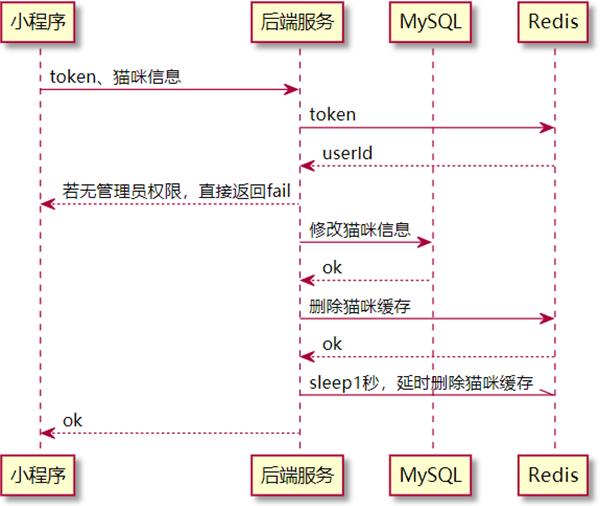 小程序
后端服务
MySQL
Redis
token、猫咪信息
token
userId
若无管理员权限，直接返回fail
修改猫咪信息
ok
删除猫咪缓存
ok
sleep1秒，延时删除猫咪缓存
ok
小程序
后端服务
MySQL
Redis